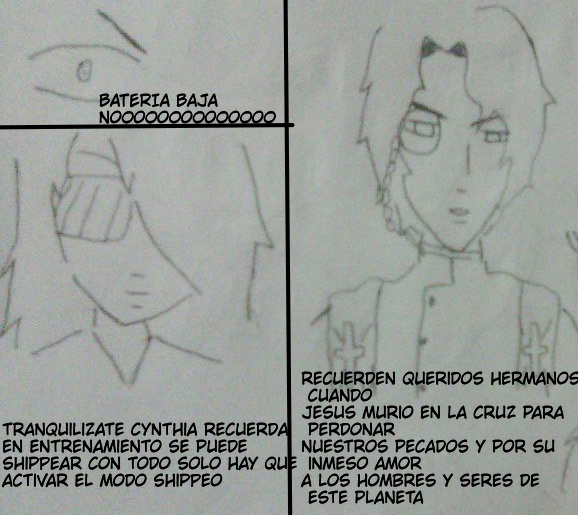 BATERIA BAJA
NOOOOOOOOOOOOOOO
TRANQUILIZATE CYNTHIA RECUERDA
EN ENTRENAMIENTO SE PUEDE
SHIPPEAR CON TODO SOLO HAY QUE
ACTIVAR EL MODO SHIPPEO
RECUERDEN QUERIDOS HERMANOS
CUANDO
JESUS MURIO EN LA CRUZ PARA
PERDONAR
NUESTROS PECADOS Y POR SU
INMESO AMOR
A LOS HOMBRES Y SERES DE
ESTE PLANETA